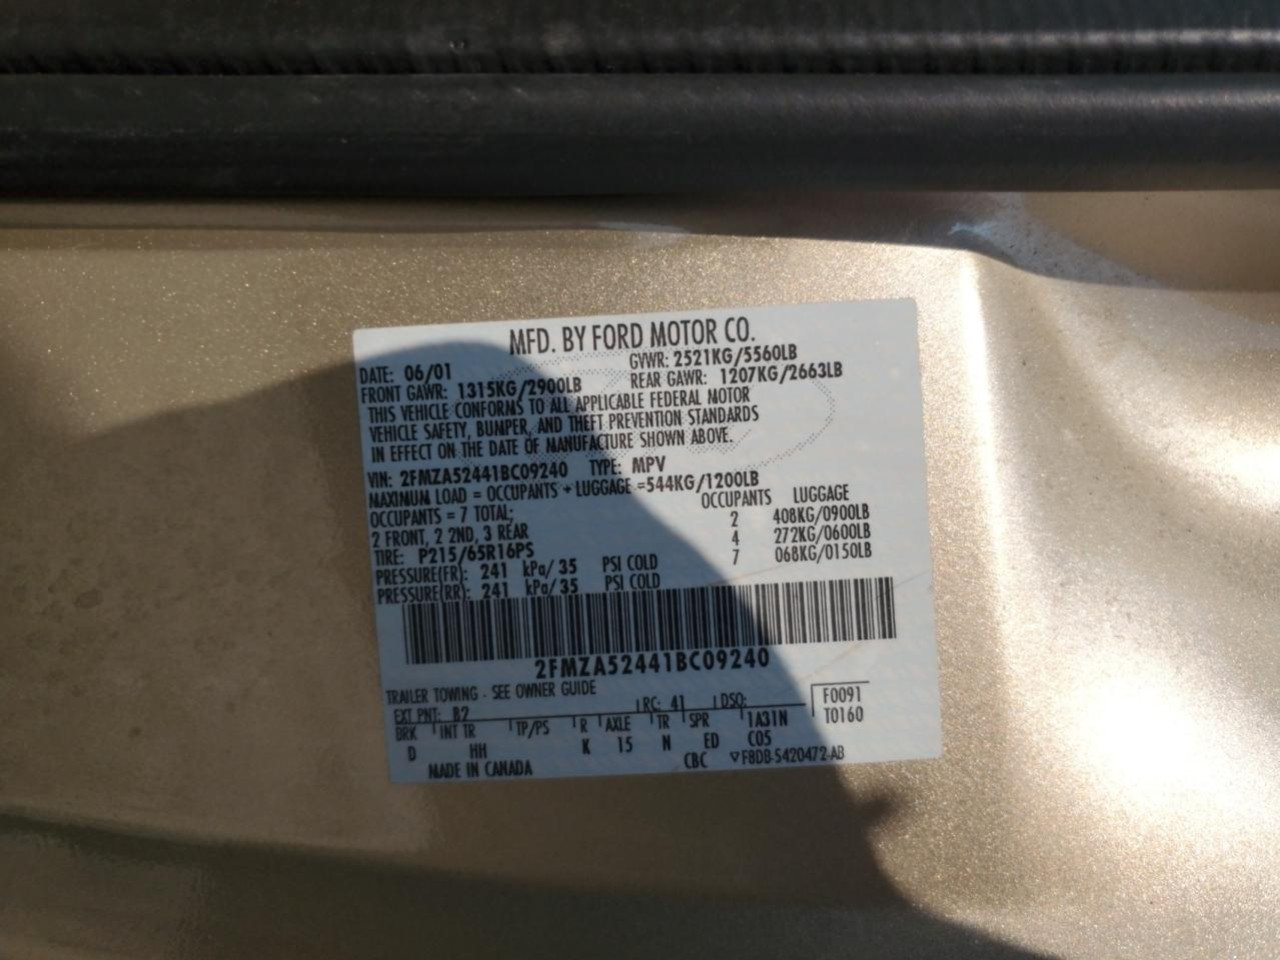 MFD. BY FORD MOTOR CO.
DATE: 06/01 GVWR: 2521KG/5560LB
FRONT GAWR: 1315KG/2900LB REAR GAWR: 1207KG/2663LB
THIS VEHICLE CONFORMS TO ALL APPLICABLE FEDERAL MOTOR
VEHICLE SAFETY, BUMPER, AND THEFT PREVENTION STANDARDS
IN EFFECT ON THE DATE OF MANUFACTURE SHOWN ABOVE.
VIN: 2FMZA52441BC09240 TYPE: MPV
MAXIMUM LOAD = OCCUPANTS + LUGGAGE =544KG/1200LB
OCCUPANTS = 7 TOTAL; OCCUPANTS LUGGAGE
2 FRONT, 2 2ND, 3 REAR 2 408KG/0900LB
TIRE: P215/65R16PS 4 272KG/0600LB
PRESSURE(FR): 241 kPa/ 35 PSI COLD 7 068KG/0150LB
PRESSURE(RR): 241 kPa/ 35 PSI COLD
2FMZA52441BC09240
TRAILER TOWING - SEE OWNER GUIDE
EXT PNT: B2 RC: 41 DSO: F0091
BRK INT TR TP/PS R AXLE TR SPR 1A31N T0160
D HH K 15 N ED C05
MADE IN CANADA CBC F8DB-5420472-AB